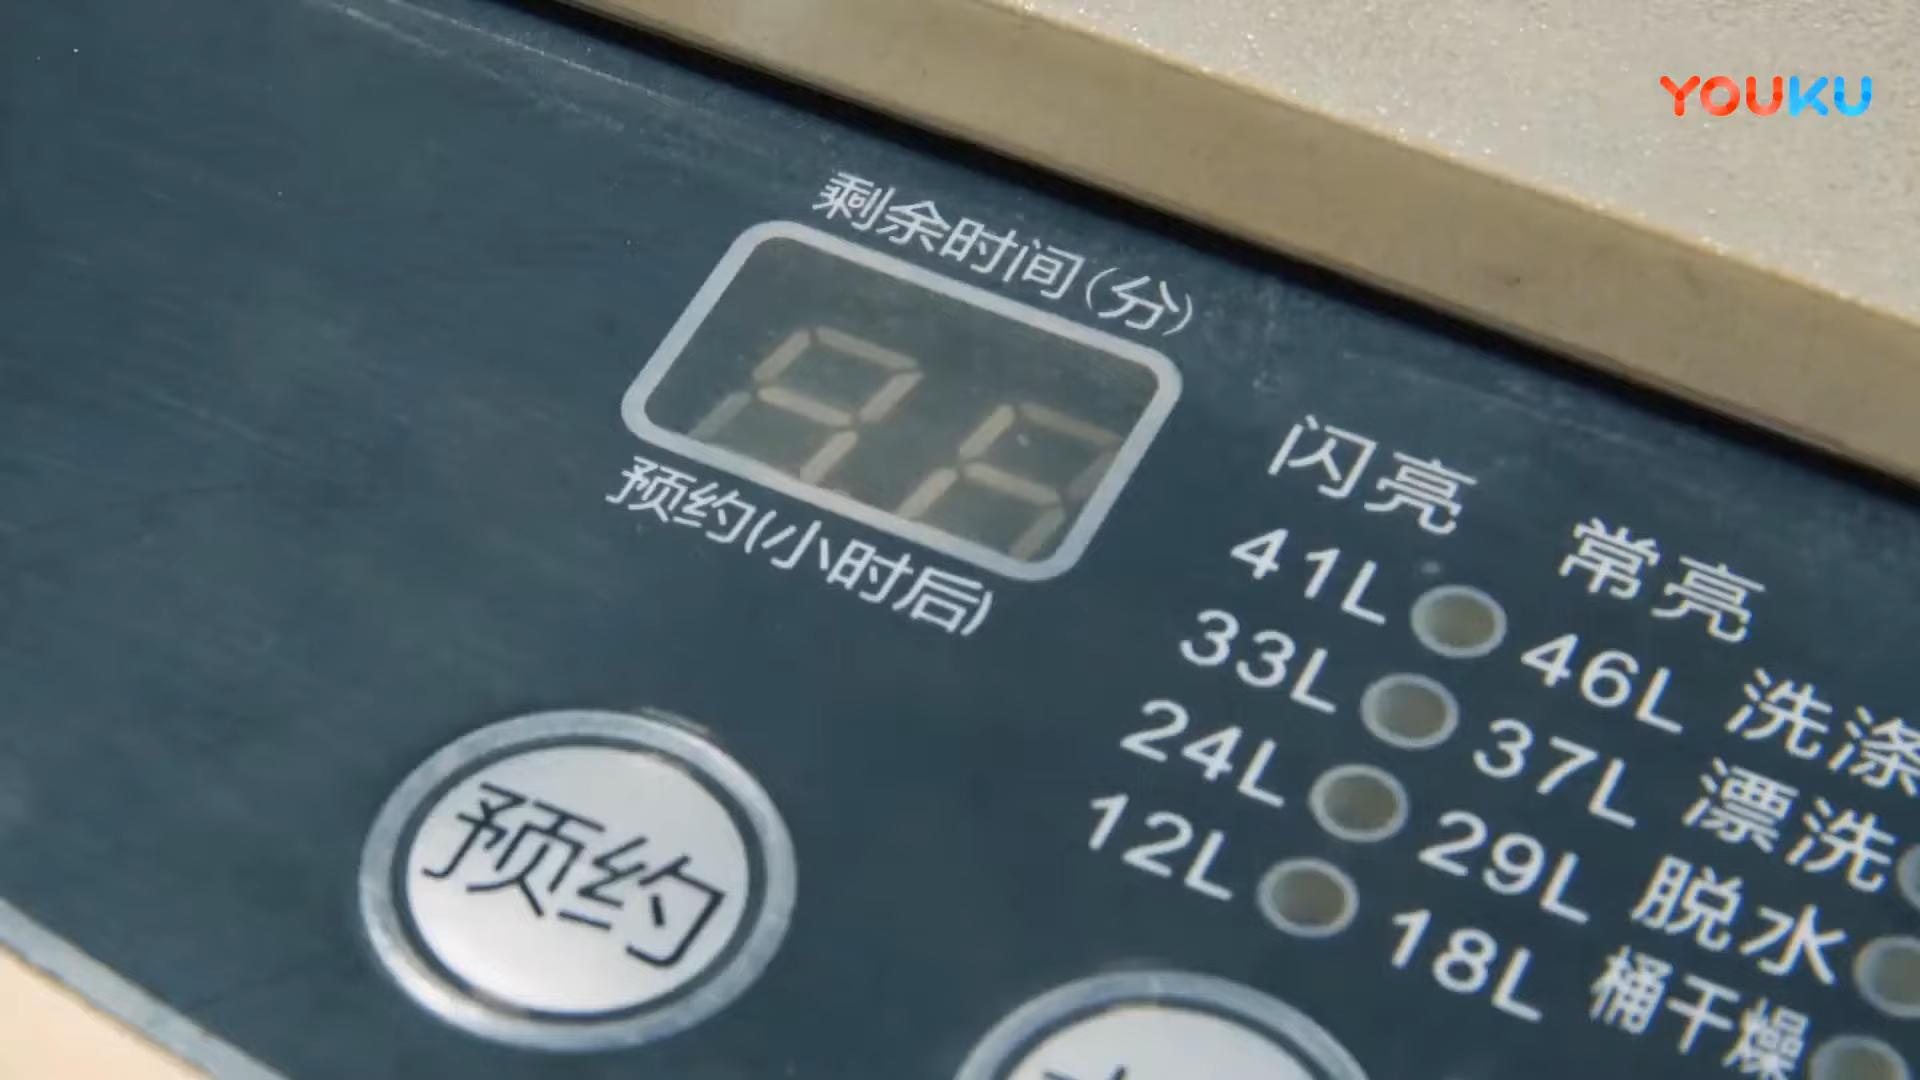 YOUKU
剩余时间(分)
预约(小时后)
闪亮 常亮
41L 46L 洗涤
33L 37L 漂洗
24L 29L 脱水
12L 18L 桶干燥
预约